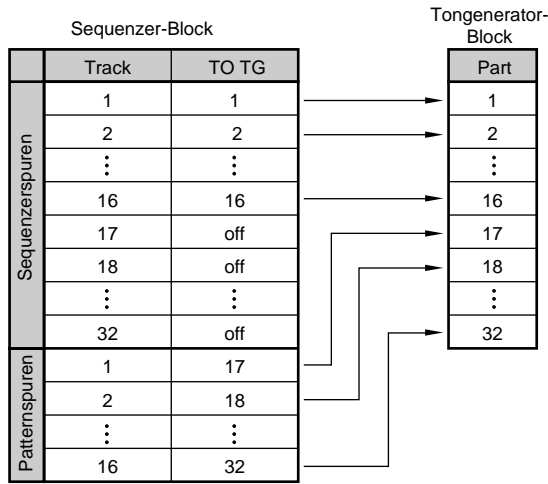 Sequenzer-Block
Tongenerator-
Block
Track TO TG
Part
Sequenzerspuren
1 1
2 2
⋮ ⋮
16 16
17 off
18 off
⋮ ⋮
32 off
Patternspuren
1 17
2 18
⋮ ⋮
16 32
1
2
⋮
16
17
18
⋮
32